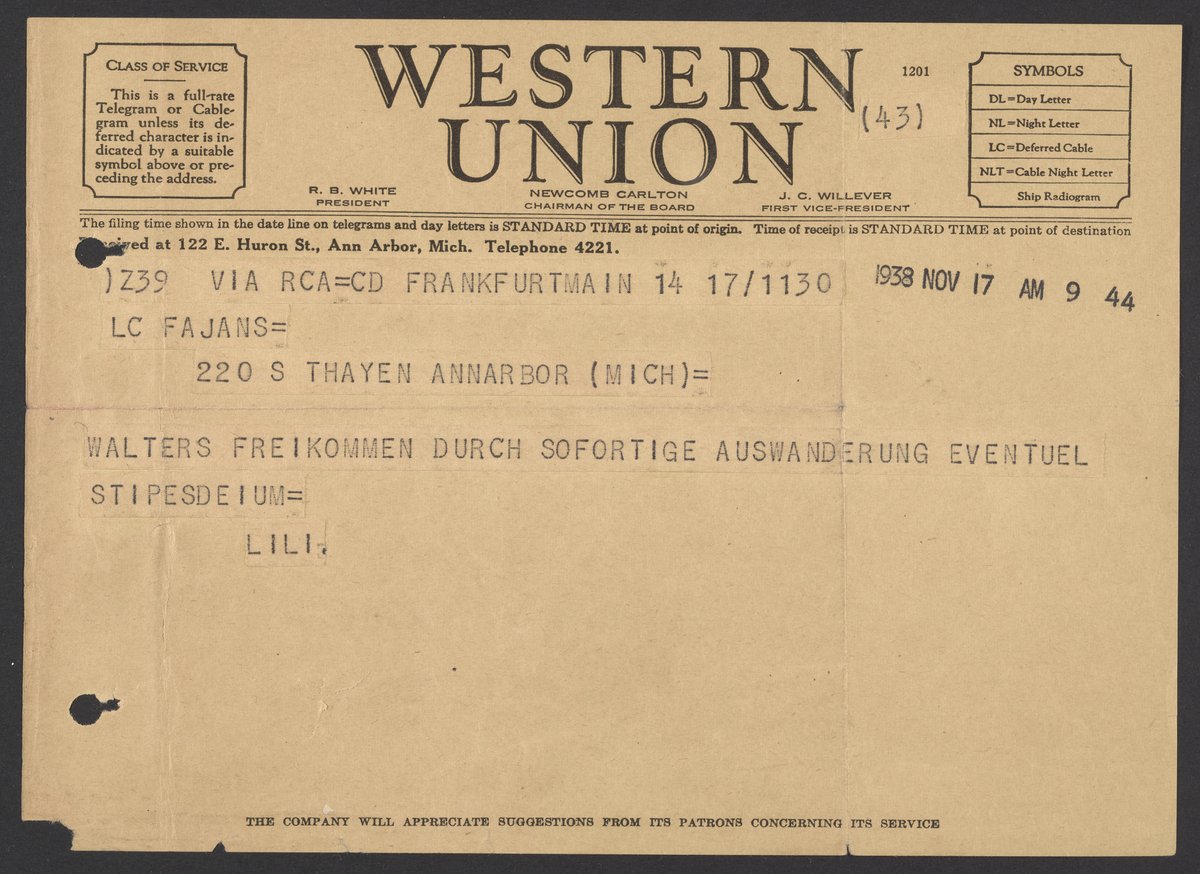 CLASS OF SERVICE
This is a full-rate
Telegram or Cable-
gram unless its de-
ferred character is in-
dicated by a suitable
symbol above or pre-
ceding the address.
WESTERN
UNION
1201
(43)
SYMBOLS
DL=Day Letter
NL=Night Letter
LC=Deferred Cable
NLT=Cable Night Letter
Ship Radiogram
R. B. WHITE
PRESIDENT
NEWCOMB CARLTON
CHAIRMAN OF THE BOARD
J. C. WILLEVER
FIRST VICE-PRESIDENT
The filing time shown in the date line on telegrams and day letters is STANDARD TIME at point of origin. Time of receipt is STANDARD TIME at point of destination
Received at 122 E. Huron St., Ann Arbor, Mich. Telephone 4221.
)Z39 VIA RCA=CD FRANKFURTMAIN 14 17/1130 1938 NOV 17 AM 9 44
LC FAJANS=
220 S THAYEN ANNARBOR (MICH)=
WALTERS FREIKOMMEN DURCH SOFORTIGE AUSWANDERUNG EVENTUEL
STIPESDEIUM=
LILI.
THE COMPANY WILL APPRECIATE SUGGESTIONS FROM ITS PATRONS CONCERNING ITS SERVICE